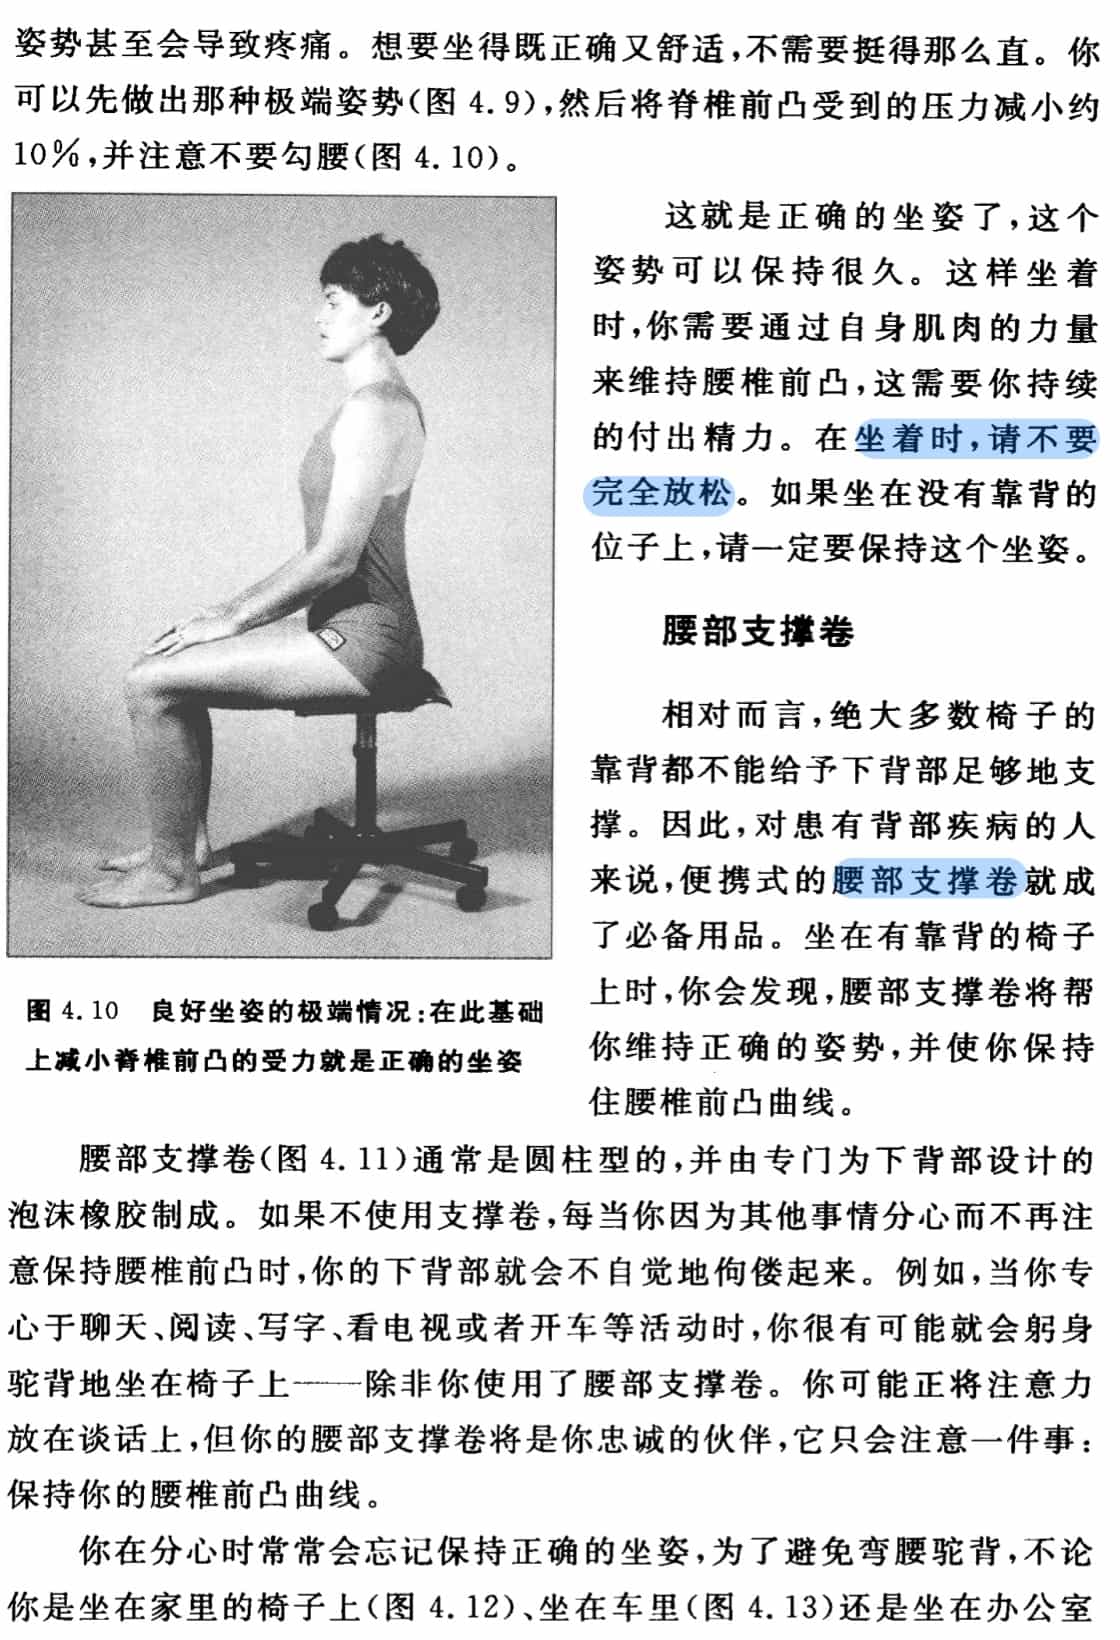 姿势甚至会导致疼痛。想要坐得既正确又舒适,不需要挺得那么直。你
可以先做出那种极端姿势(图 4.9),然后将脊椎前凸受到的压力减小约
10%,并注意不要勾腰(图 4.10)。
这就是正确的坐姿了,这个
姿势可以保持很久。这样坐着
时,你需要通过自身肌肉的力量
来维持腰椎前凸,这需要你持续
的付出精力。在坐着时,请不要
完全放松。如果坐在没有靠背的
位子上,请一定要保持这个坐姿。
腰部支撑卷
相对而言,绝大多数椅子的
靠背都不能给予下背部足够地支
撑。因此,对患有背部疾病的人
来说,便携式的腰部支撑卷就成
了必备用品。坐在有靠背的椅子
上时,你会发现,腰部支撑卷将帮
你维持正确的姿势,并使你保持
住腰椎前凸曲线。
图 4.10 良好坐姿的极端情况:在此基础
上减小脊椎前凸的受力就是正确的坐姿
腰部支撑卷(图 4.11)通常是圆柱型的,并由专门为下背部设计的
泡沫橡胶制成。如果不使用支撑卷,每当你因为其他事情分心而不再注
意保持腰椎前凸时,你的下背部就会不自觉地佝偻起来。例如,当你专
心于聊天、阅读、写字、看电视或者开车等活动时,你很有可能就会躬身
驼背地坐在椅子上——除非你使用了腰部支撑卷。你可能正将注意力
放在谈话上,但你的腰部支撑卷将是你忠诚的伙伴,它只会注意一件事:
保持你的腰椎前凸曲线。
你在分心时常常会忘记保持正确的坐姿,为了避免弯腰驼背,不论
你是坐在家里的椅子上(图 4.12)、坐在车里(图 4.13)还是坐在办公室